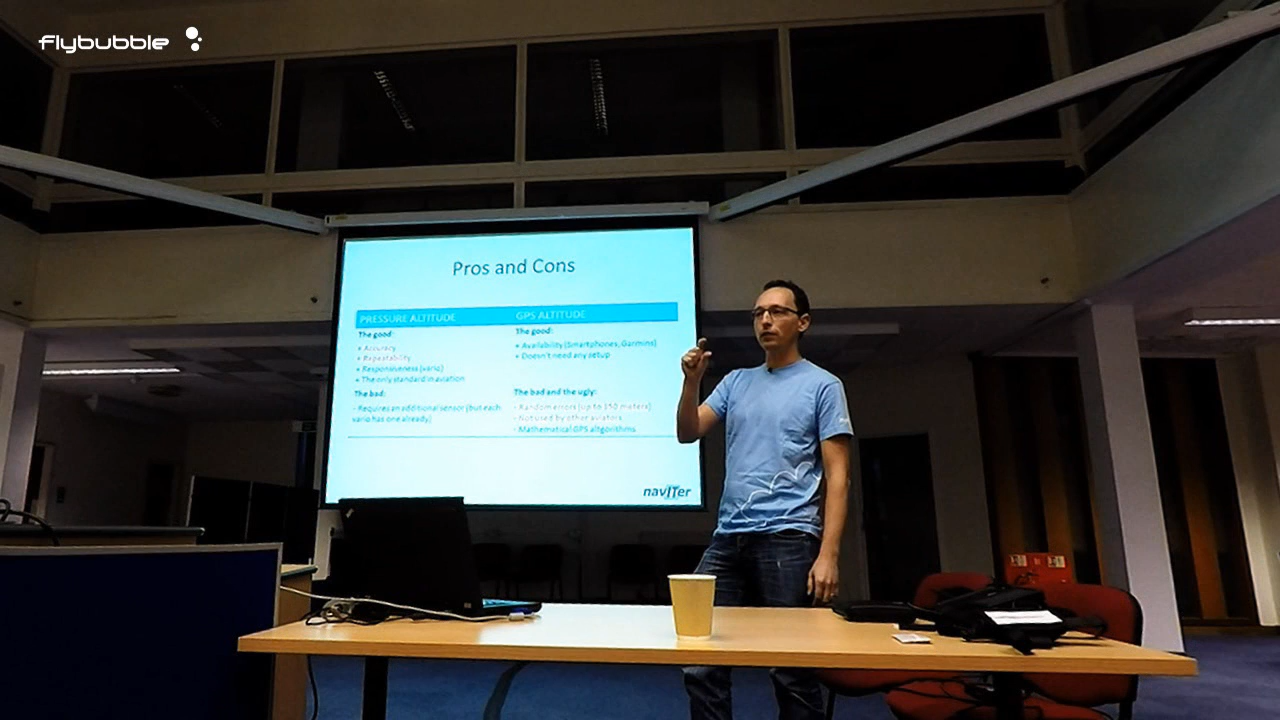 flybubble
Pros and Cons
PRESSURE ALTITUDE
GPS ALTITUDE
The good:
+ Accuracy
+ Repeatability
+ Responsiveness (vario)
+ The only standard in aviation
The good:
+ Availability (Smartphones, Garmins)
+ Doesn't need any setup
The bad:
- Requires an additional sensor (but each
vario has one already)
The bad and the ugly:
- Random errors (up to 150 meters)
- Not used by other aviators
- Mathematical GPS altgorithms
navITer